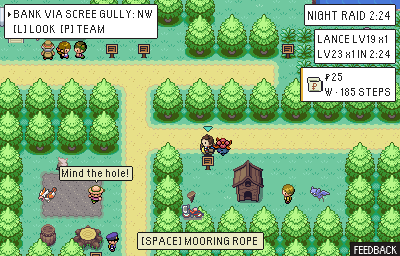 ▸BANK VIA SCREE GULLY: NW
[L] LOOK [P] TEAM
NIGHT RAID 2:24
LANCE LV19 x1
LV23 x1 IN 2:24
₽25
W · 185 STEPS
Mind the hole!
[SPACE] MOORING ROPE
FEEDBACK